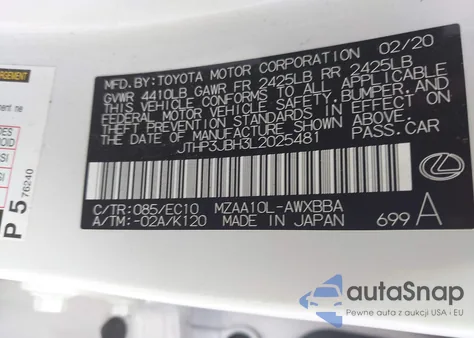 MFD. BY: TOYOTA MOTOR CORPORATION 02/20
GVWR 4410LB GAWR FR 2425LB RR 2425LB
THIS VEHICLE CONFORMS TO ALL APPLICABLE
FEDERAL MOTOR VEHICLE SAFETY, BUMPER, AND
THEFT PREVENTION STANDARDS IN EFFECT ON
THE DATE OF MANUFACTURE SHOWN ABOVE.
JTHP3JBH3L2025481 PASS.CAR
C/TR: 085/EC10 MZAA10L-AWXBBA
A/TM: -02A/K120 MADE IN JAPAN 699 A
P 5 76240
autoSnap
Pewne auta z aukcji USA i EU